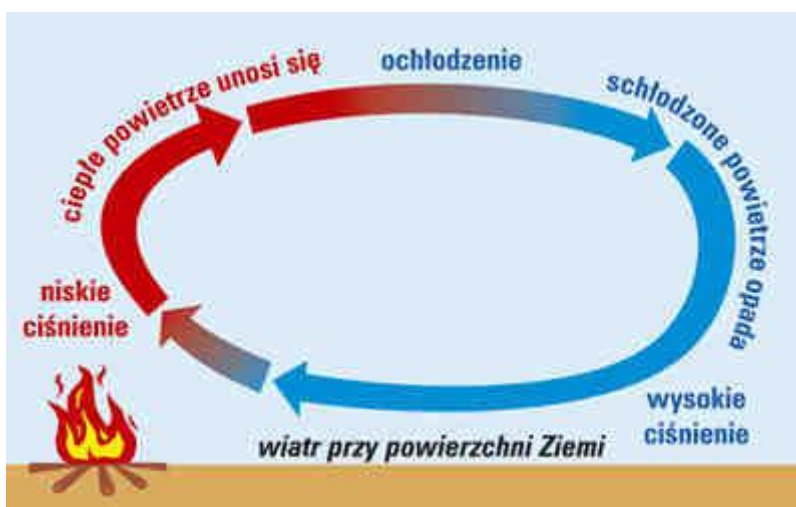 ciepłe powietrze unosi się
ochłodzenie
schłodzone powietrze opada
niskie
ciśnienie
wysokie
ciśnienie
wiatr przy powierzchni Ziemi